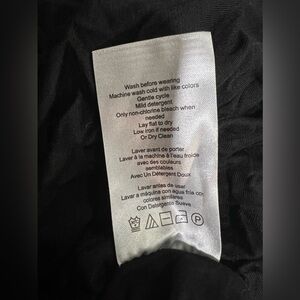 Wash before wearing
Machine wash cold with like colors
Gentle cycle
Mild detergent
Only non-chlorine bleach when
needed
Lay flat to dry
Low iron if needed
Or Dry Clean
Laver avant de porter
Laver à la machine à l'eau froide
avec des couleurs
semblables
Avec Un Détergent Doux
Lavar antes de usar
Lavar a máquina con agua fría con
colores similares
Con Detergente Suave
P